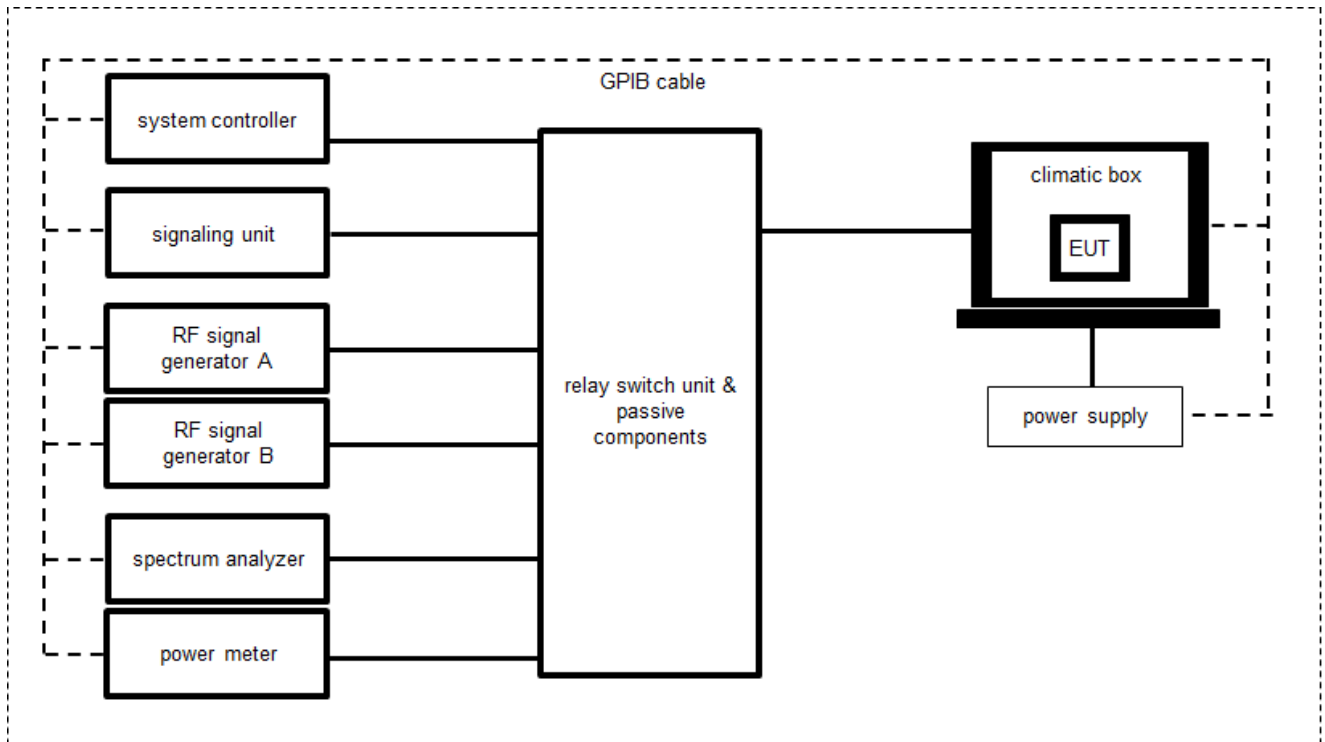 GPIB cable
system controller
signaling unit
RF signal
generator A
RF signal
generator B
spectrum analyzer
power meter
relay switch unit &
passive
components
climatic box
EUT
power supply